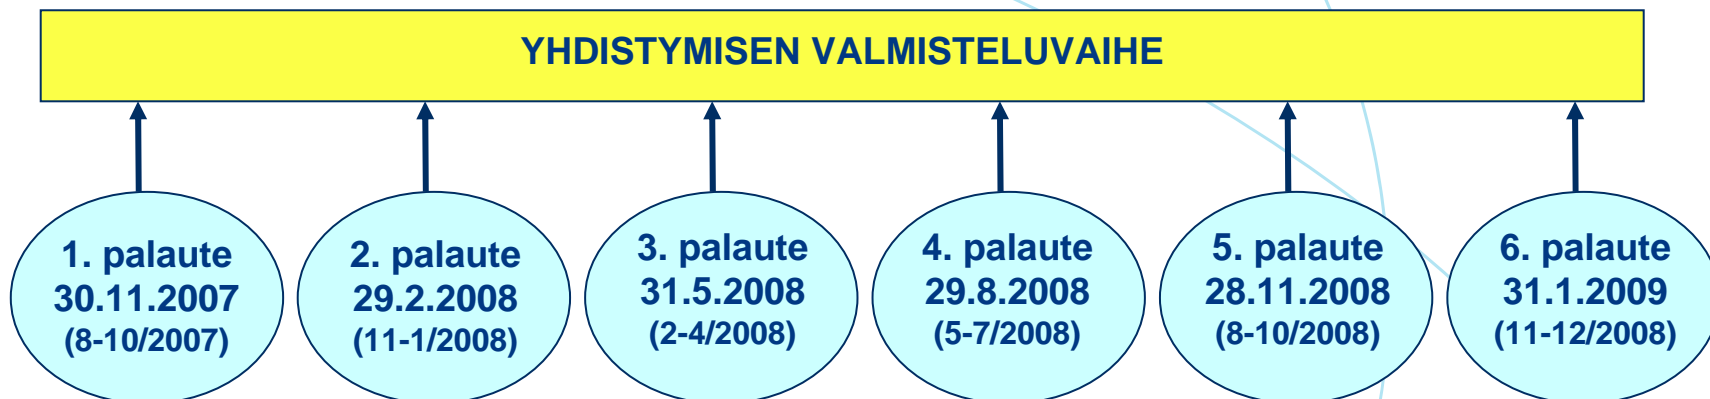 YHDISTYMISEN VALMISTELUVAIHE
1. palaute
30.11.2007
(8-10/2007)
2. palaute
29.2.2008
(11-1/2008)
3. palaute
31.5.2008
(2-4/2008)
4. palaute
29.8.2008
(5-7/2008)
5. palaute
28.11.2008
(8-10/2008)
6. palaute
31.1.2009
(11-12/2008)